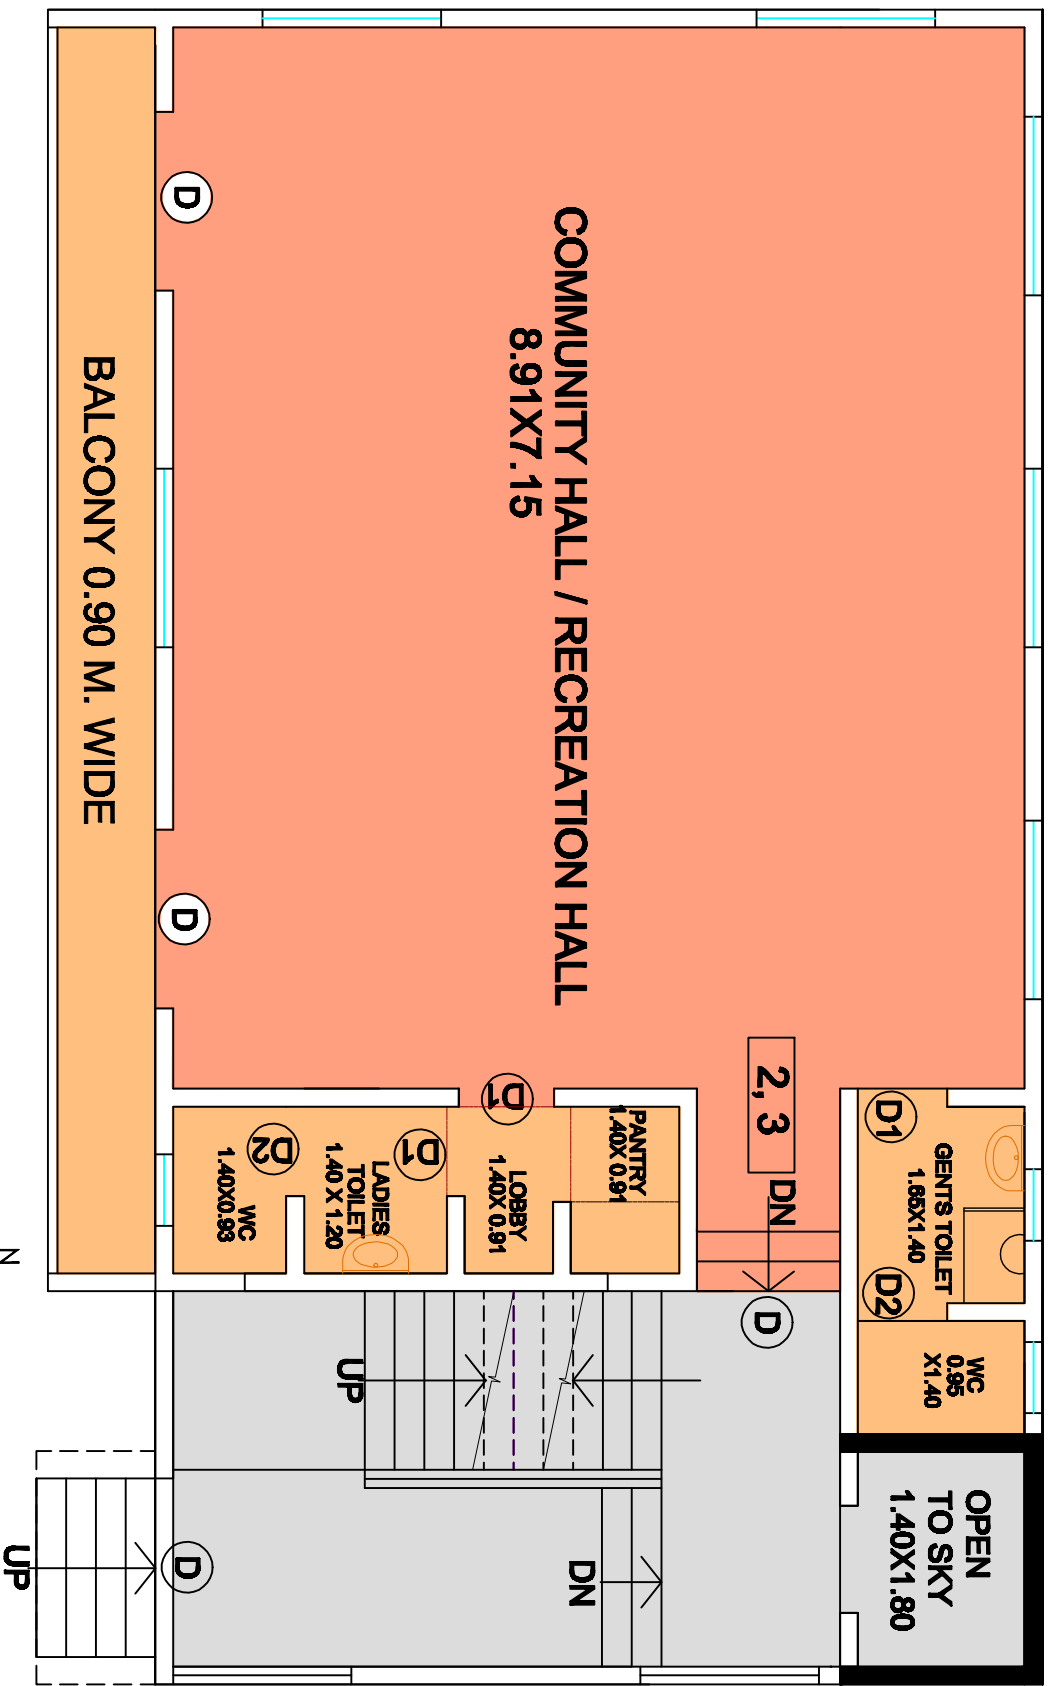 OPEN
TO SKY
1.40X1.80
WC
0.95
X1.40
GENTS TOILET
1.65X1.40
D1
D2
2, 3
DN
D
PANTRY
1.40X 0.91
COMMUNITY HALL / RECREATION HALL
8.91X7.15
D1
LOBBY
1.40X 0.91
D1
LADIES
TOILET
1.40 X 1.20
D2
WC
1.40X0.93
UP
DN
D
D
D
BALCONY 0.90 M. WIDE
UP
N